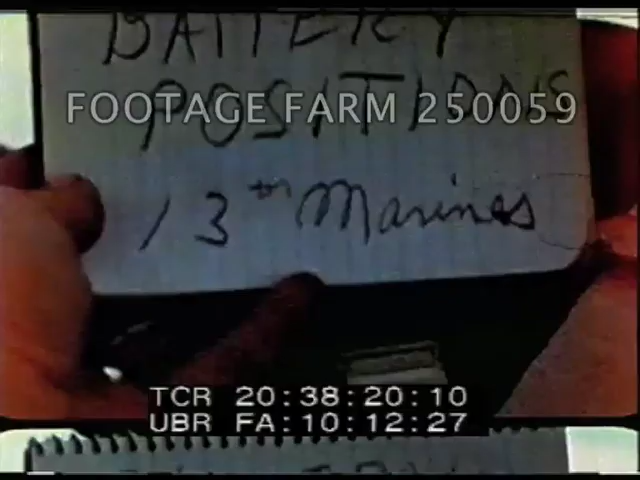 BATTERY
POSITIONS
FOOTAGE FARM 250059
13th Marines
TCR 20:38:20:10
UBR FA:10:12:27